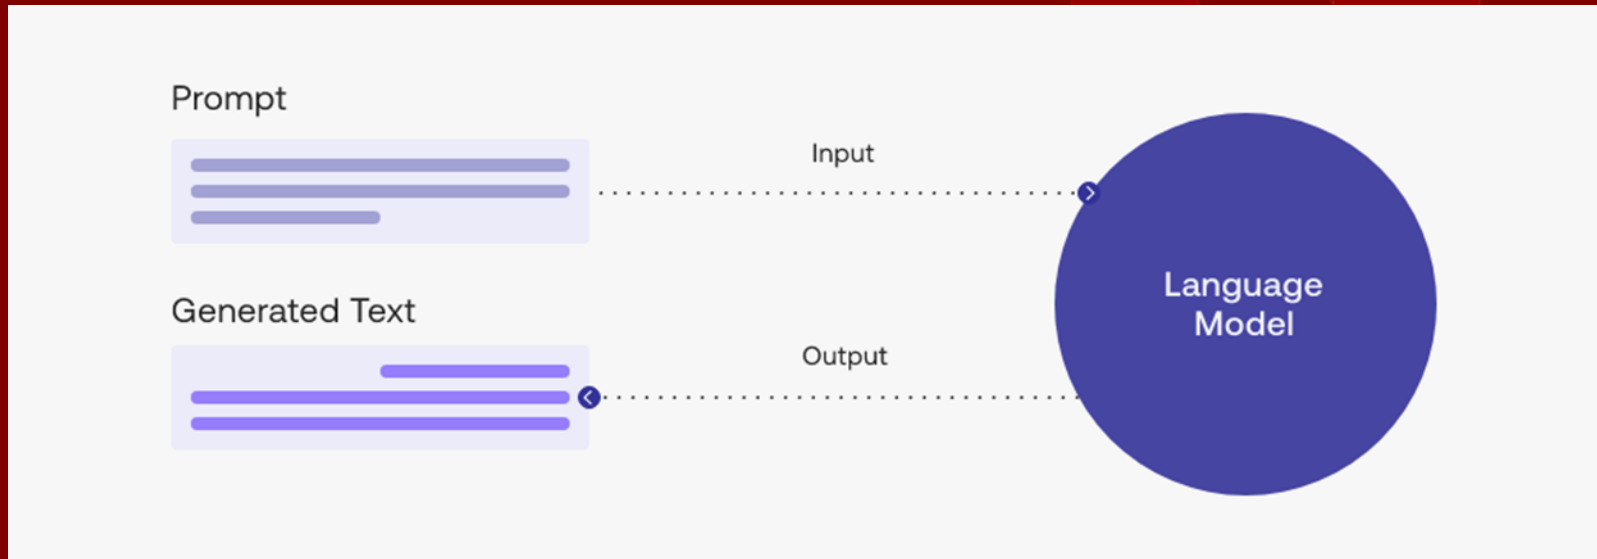 Prompt
Input
Language
Model
Generated Text
Output